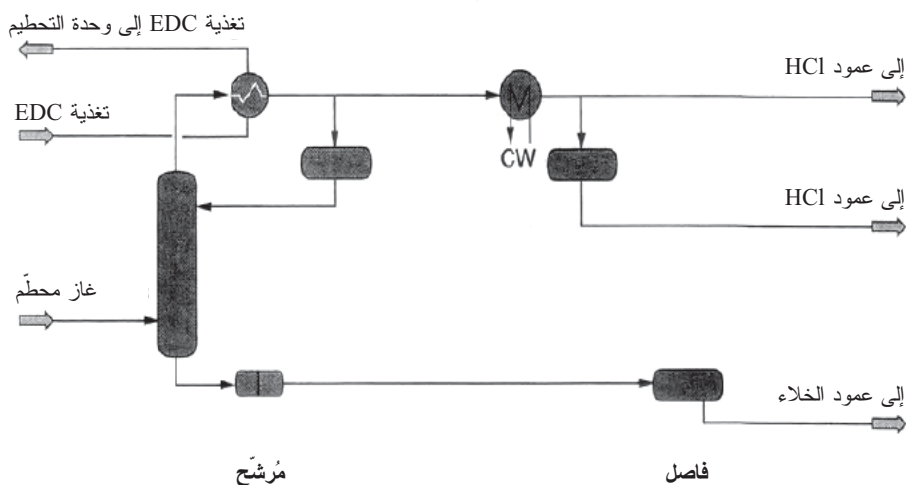 تغذية EDC إلى وحدة التحطيم
إلى عمود HCl
تغذية EDC
CW
إلى عمود HCl
غاز محطّم
إلى عمود الخلاء
مُرشّح
فاصل